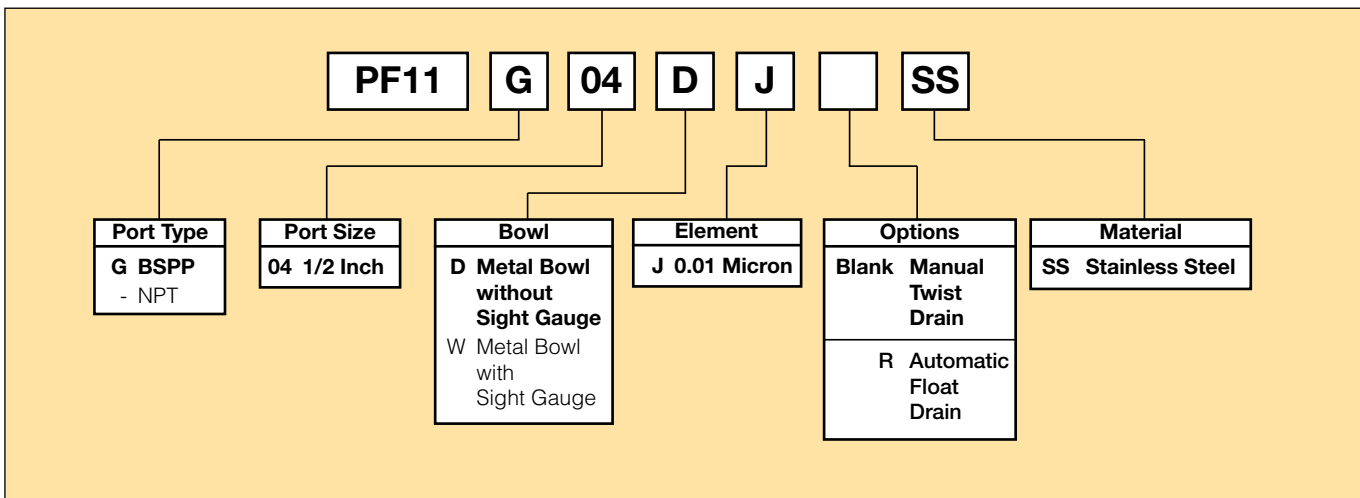 PF11 G 04 D J SS
Port Type
G BSPP
- NPT
Port Size
04 1/2 Inch
Bowl
D Metal Bowl
without
Sight Gauge
W Metal Bowl
with
Sight Gauge
Element
J 0.01 Micron
Options
Blank Manual
Twist
Drain
R Automatic
Float
Drain
Material
SS Stainless Steel